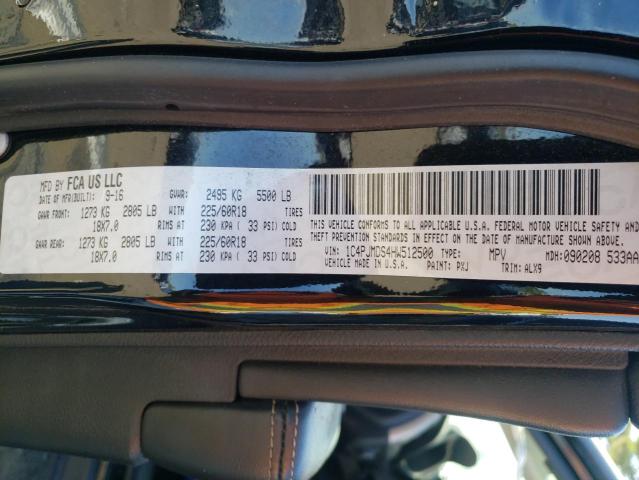 MFD BY FCA US LLC
DATE OF MFR(BUILT): 9-16 GVWR: 2495 KG 5500 LB
GAWR FRONT: 1273 KG 2805 LB WITH 225/60R18 TIRES
18X7.0 RIMS AT 230 KPA ( 33 PSI) COLD
GAWR REAR: 1273 KG 2805 LB WITH 225/60R18 TIRES
18X7.0 RIMS AT 230 KPA ( 33 PSI) COLD
THIS VEHICLE CONFORMS TO ALL APPLICABLE U.S.A. FEDERAL MOTOR VEHICLE SAFETY AND
THEFT PREVENTION STANDARDS IN EFFECT ON THE DATE OF MANUFACTURE SHOWN ABOVE.
VIN: 1C4PJMDS4HW512500 TYPE: MPV MDH: 090208 533AA
VEHICLE MADE IN U.S.A. PAINT: PXJ TRIM: ALX9